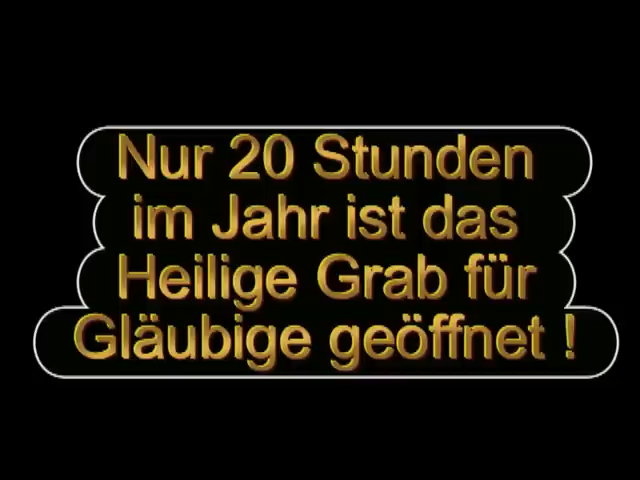 Nur 20 Stunden
im Jahr ist das
Heilige Grab für
Gläubige geöffnet !